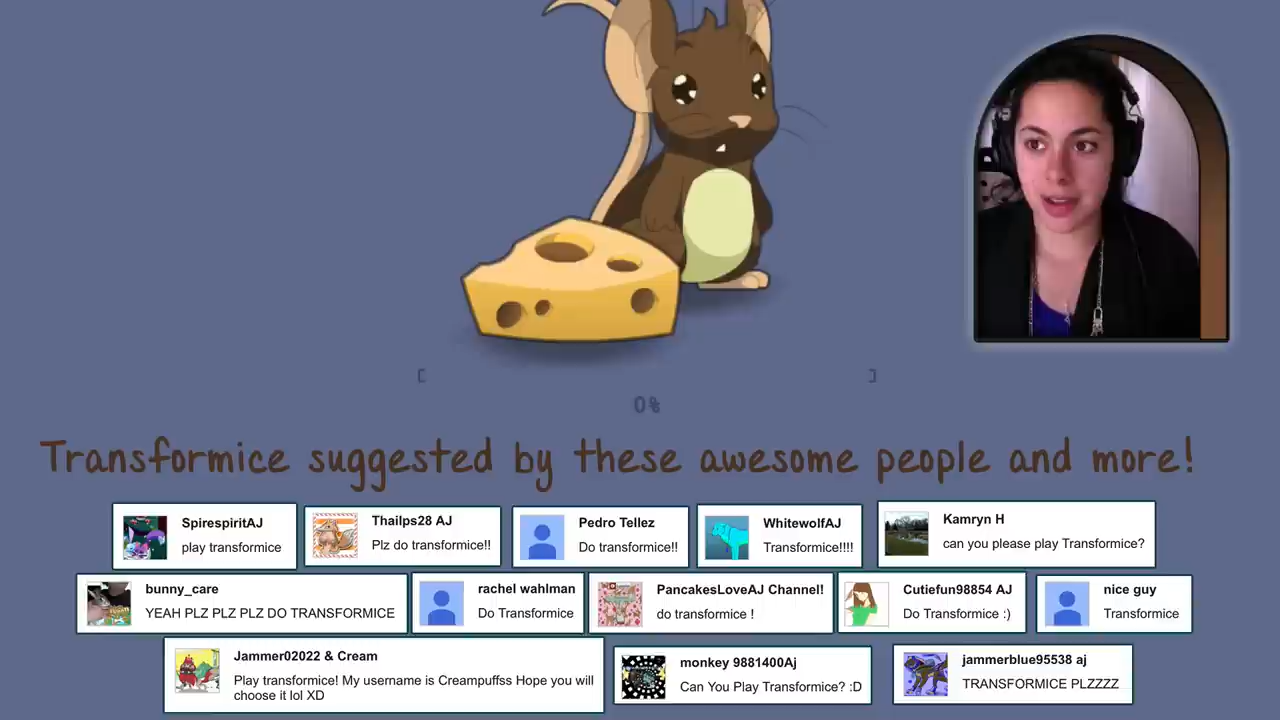 0%
Transformice suggested by these awesome people and more!
SpirespiritAJ
play transformice
Thailps28 AJ
Plz do transformice!!
Pedro Tellez
Do transformice!!
WhitewolfAJ
Transformice!!!!
Kamryn H
can you please play Transformice?
bunny_care
YEAH PLZ PLZ PLZ DO TRANSFORMICE
rachel wahlman
Do Transformice
PancakesLoveAJ Channel!
do transformice !
Cutiefun98854 AJ
Do Transformice :)
nice guy
Transformice
Jammer02022 & Cream
Play transformice! My username is Creampuffss Hope you will
choose it lol XD
monkey 9881400Aj
Can You Play Transformice? :D
jammerblue95538 aj
TRANSFORMICE PLZZZZ